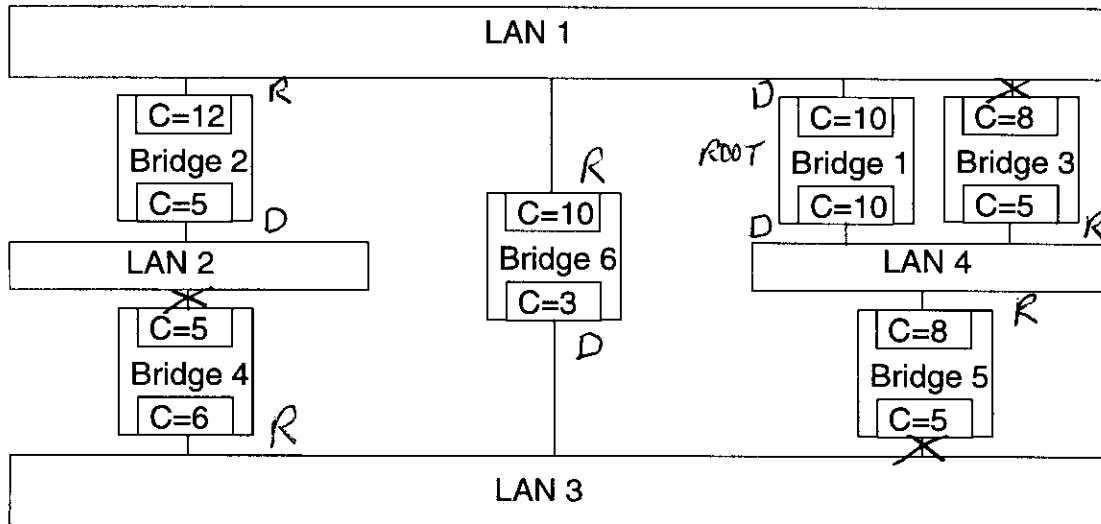 LAN 1
R
D
C=12
C=10
C=8
Bridge 2
ROOT
Bridge 1
Bridge 3
R
C=5
C=10
C=10
C=5
D
D
R
LAN 2
Bridge 6
LAN 4
C=3
R
C=5
C=8
D
Bridge 4
Bridge 5
C=6
R
C=5
LAN 3